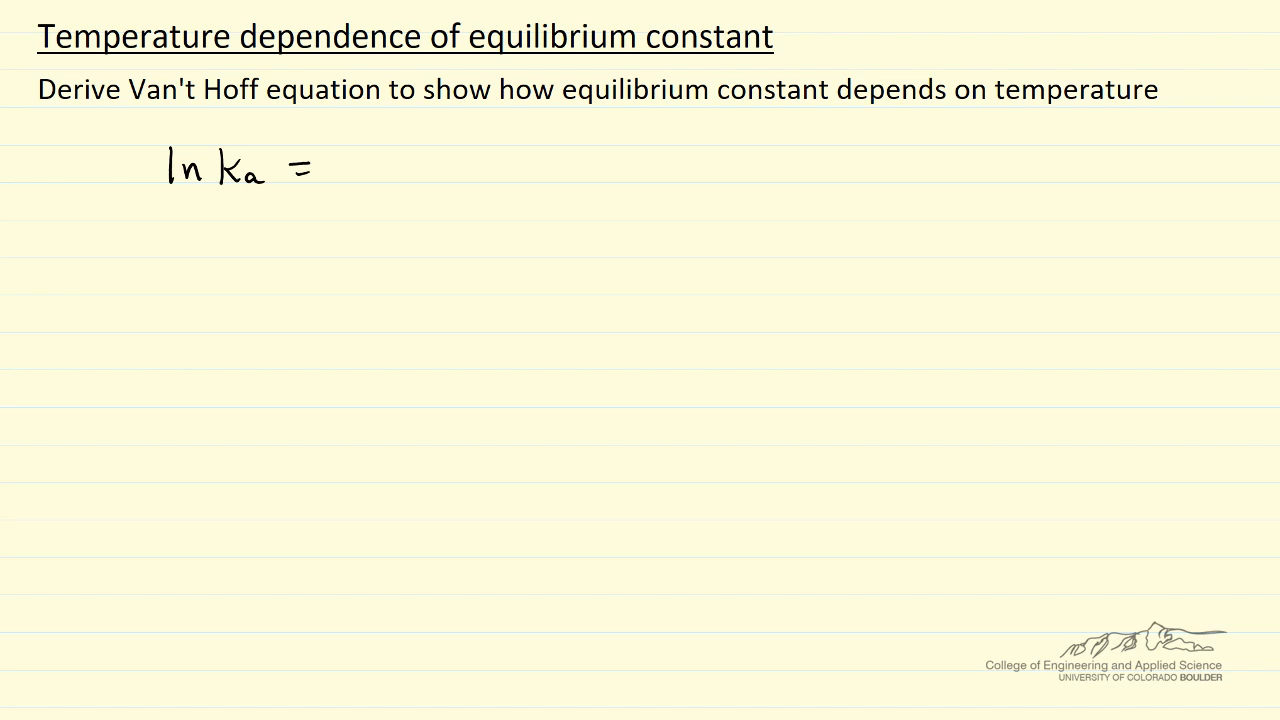 Temperature dependence of equilibrium constant
Derive Van't Hoff equation to show how equilibrium constant depends on temperature
ln Ka =
College of Engineering and Applied Science
UNIVERSITY OF COLORADO BOULDER